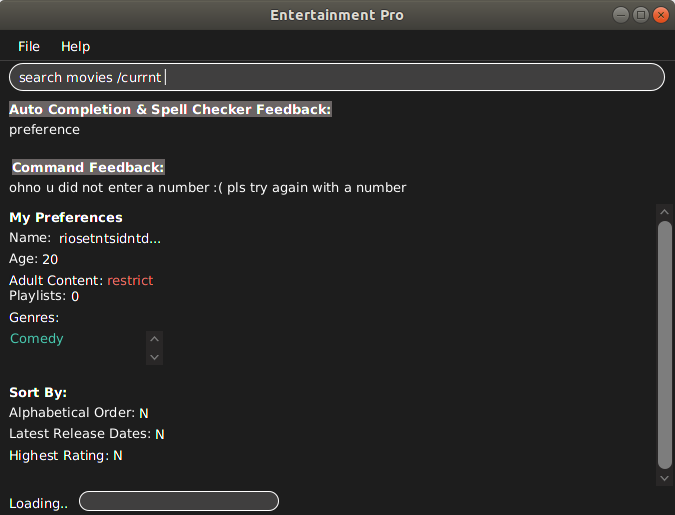 Entertainment Pro
File Help
search movies /currnt
Auto Completion & Spell Checker Feedback:
preference
Command Feedback:
ohno u did not enter a number :( pls try again with a number
My Preferences
Name: riosetntsidntd...
Age: 20
Adult Content: restrict
Playlists: 0
Genres:
Comedy
Sort By:
Alphabetical Order: N
Latest Release Dates: N
Highest Rating: N
Loading..